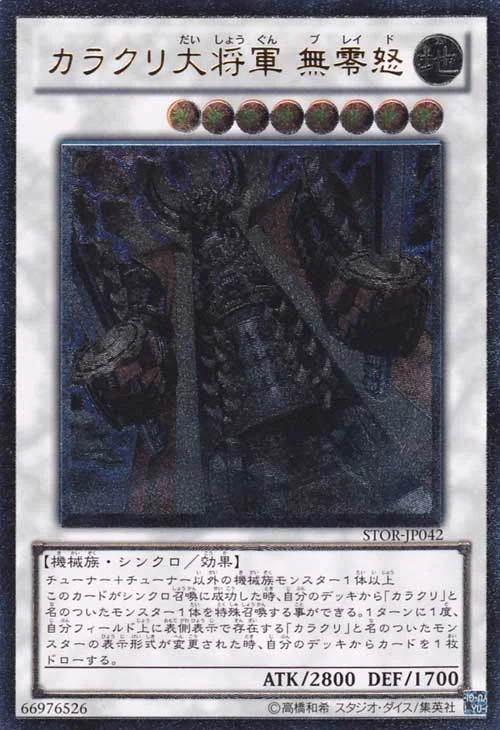 だいしょうぐん ブレイド
カラクリ大将軍 無零怒
地
STOR-JP042
【機械族・シンクロ／効果】
チューナー＋チューナー以外の機械族モンスター1体以上
このカードがシンクロ召喚に成功した時、自分のデッキから「カラクリ」と
名のついたモンスター1体を特殊召喚する事ができる。1ターンに1度、
自分フィールド上に表側表示で存在する「カラクリ」と名のついたモン
スターの表示形式が変更された時、自分のデッキからカードを1枚
ドローする。
ATK/2800 DEF/1700
66976526
©高橋和希 スタジオ・ダイス/集英社